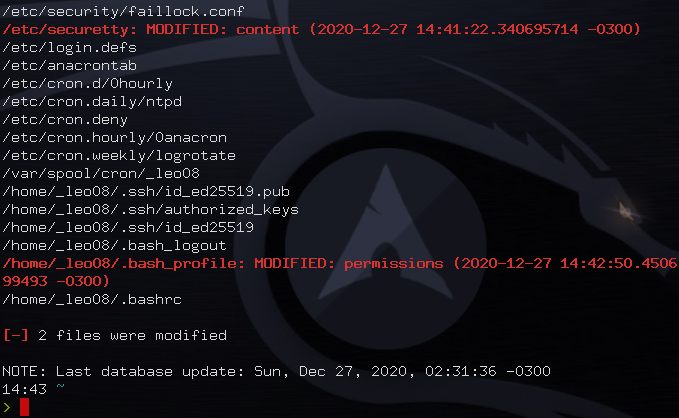 /etc/security/faillock.conf
/etc/securetty: MODIFIED: content (2020-12-27 14:41:22.340695714 -0300)
/etc/login.defs
/etc/anacrontab
/etc/cron.d/0hourly
/etc/cron.daily/ntpd
/etc/cron.deny
/etc/cron.hourly/0anacron
/etc/cron.weekly/logrotate
/var/spool/cron/_leo08
/home/_leo08/.ssh/id_ed25519.pub
/home/_leo08/.ssh/authorized_keys
/home/_leo08/.ssh/id_ed25519
/home/_leo08/.bash_logout
/home/_leo08/.bash_profile: MODIFIED: permissions (2020-12-27 14:42:50.4506
99493 -0300)
/home/_leo08/.bashrc
[-] 2 files were modified
NOTE: Last database update: Sun, Dec 27, 2020, 02:31:36 -0300
14:43 ~
>